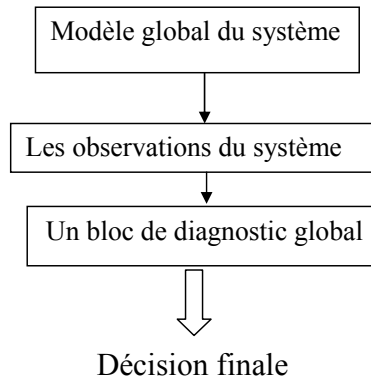 Modèle global du système
Les observations du système
Un bloc de diagnostic global
Décision finale